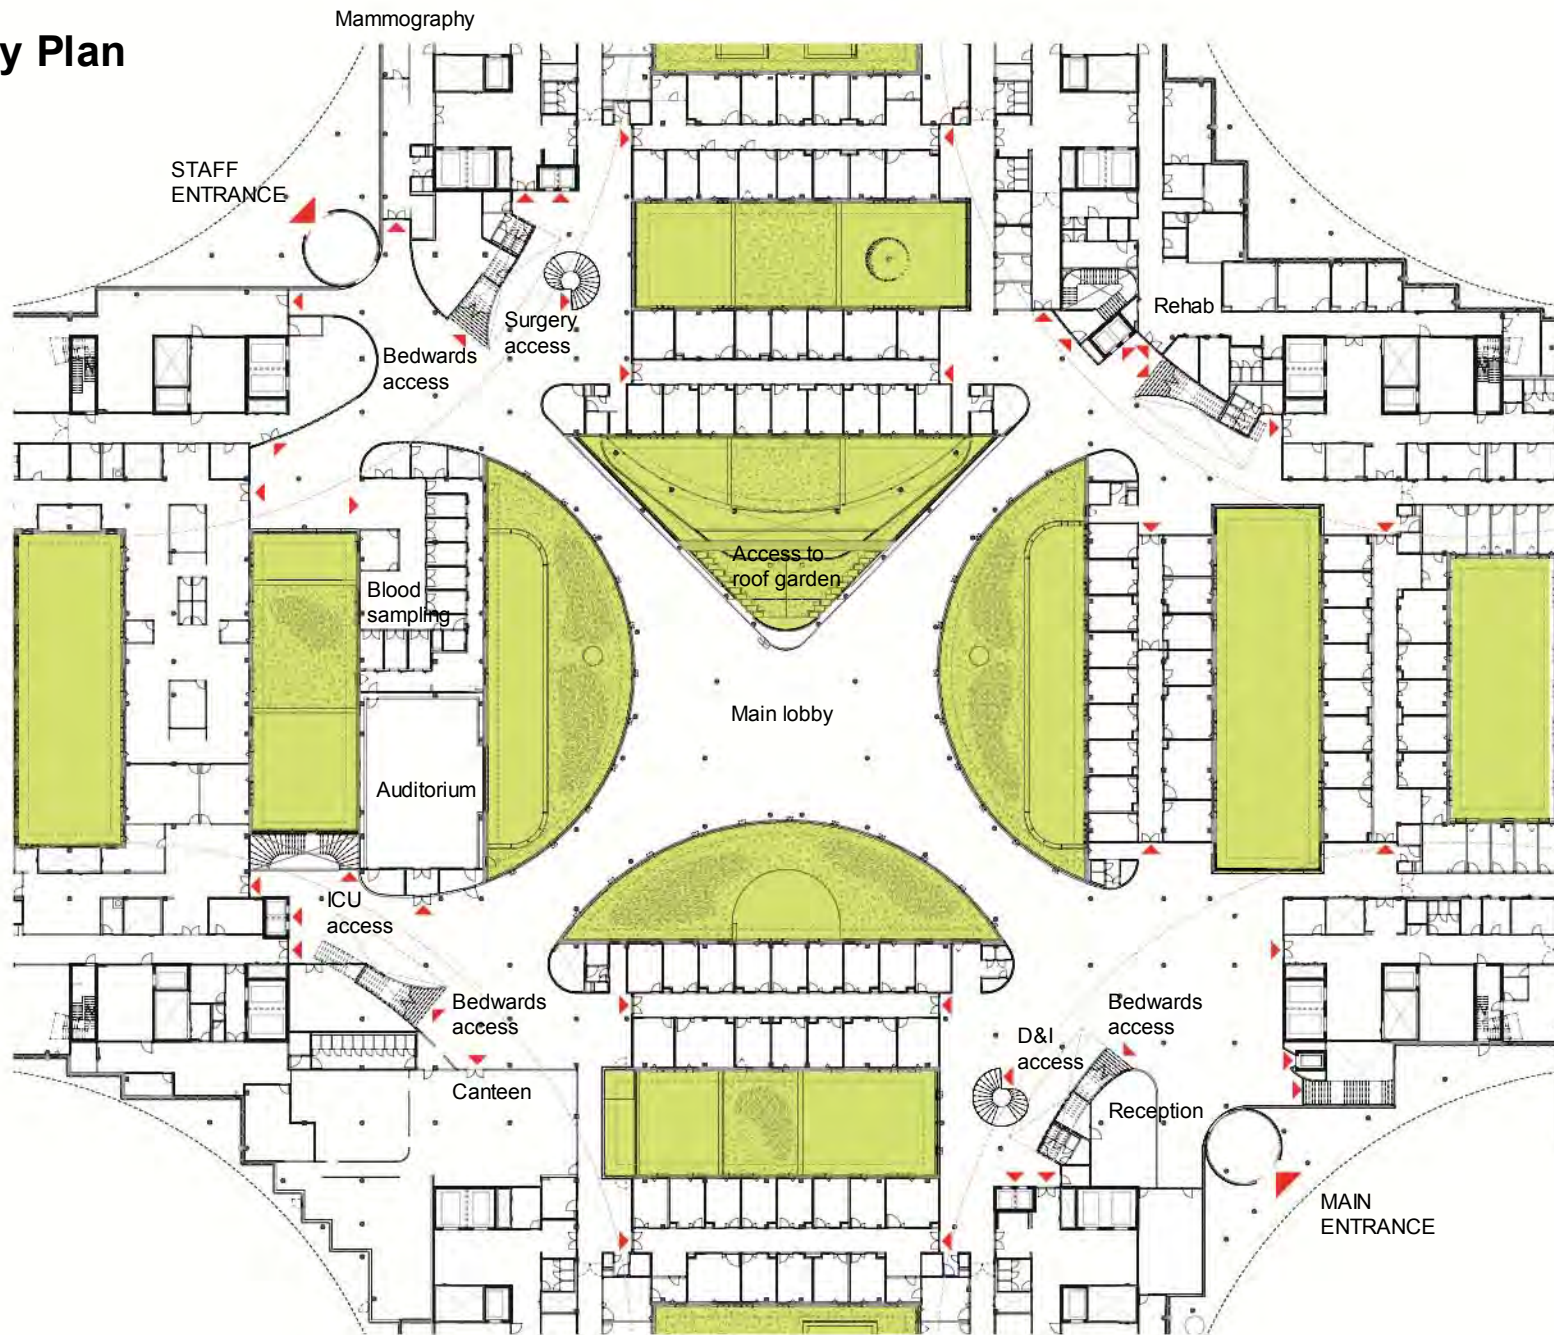 Mammography
y Plan
STAFF
ENTRANCE
Surgery
access
Bedwards
access
Rehab
Access to
roof garden
Blood
sampling
Main lobby
Auditorium
ICU
access
Bedwards
access
Canteen
Bedwards
access
D&I
access
Reception
MAIN
ENTRANCE